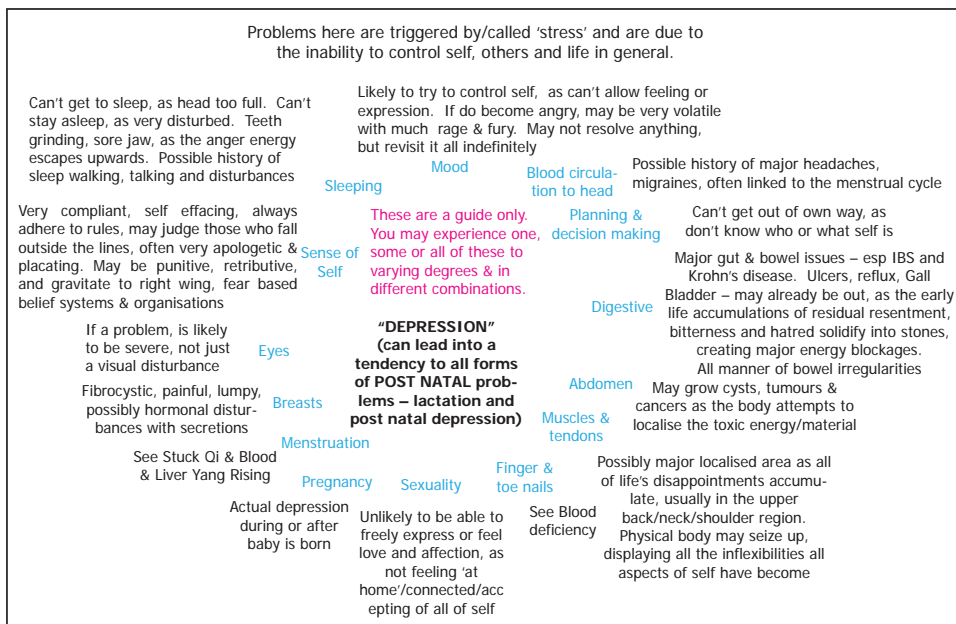 Problems here are triggered by/called ‘stress’ and are due to
the inability to control self, others and life in general.
Can’t get to sleep, as head too full. Can’t
stay asleep, as very disturbed. Teeth
grinding, sore jaw, as the anger energy
escapes upwards. Possible history of
sleep walking, talking and disturbances
Sleeping
Likely to try to control self, as can’t allow feeling or
expression. If do become angry, may be very volatile
with much rage & fury. May not resolve anything,
but revisit it all indefinitely
Mood
Blood circula-
tion to head
Possible history of major headaches,
migraines, often linked to the menstrual cycle
Very compliant, self effacing, always
adhere to rules, may judge those who fall
outside the lines, often very apologetic &
placating. May be punitive, retributive,
and gravitate to right wing, fear based
belief systems & organisations
Sense of
Self
These are a guide only.
You may experience one,
some or all of these to
varying degrees & in
different combinations.
Planning &
decision making
Can’t get out of own way, as
don’t know who or what self is
Digestive
Major gut & bowel issues – esp IBS and
Krohn’s disease. Ulcers, reflux, Gall
Bladder – may already be out, as the early
life accumulations of residual resentment,
bitterness and hatred solidify into stones,
creating major energy blockages.
All manner of bowel irregularities
If a problem, is likely
to be severe, not just
a visual disturbance
Eyes
“DEPRESSION”
(can lead into a
tendency to all forms
of POST NATAL prob-
lems – lactation and
post natal depression)
Abdomen
May grow cysts, tumours &
cancers as the body attempts to
localise the toxic energy/material
Fibrocystic, painful, lumpy,
possibly hormonal distur-
bances with secretions
Breasts
Muscles &
tendons
Possibly major localised area as all
of life’s disappointments accumu-
late, usually in the upper
back/neck/shoulder region.
Physical body may seize up,
displaying all the inflexibilities all
aspects of self have become
Menstruation
See Stuck Qi & Blood
& Liver Yang Rising
Pregnancy
Actual depression
during or after
baby is born
Sexuality
Unlikely to be able to
freely express or feel
love and affection, as
not feeling ‘at
home’/connected/acc
epting of all of self
Finger &
toe nails
See Blood
deficiency